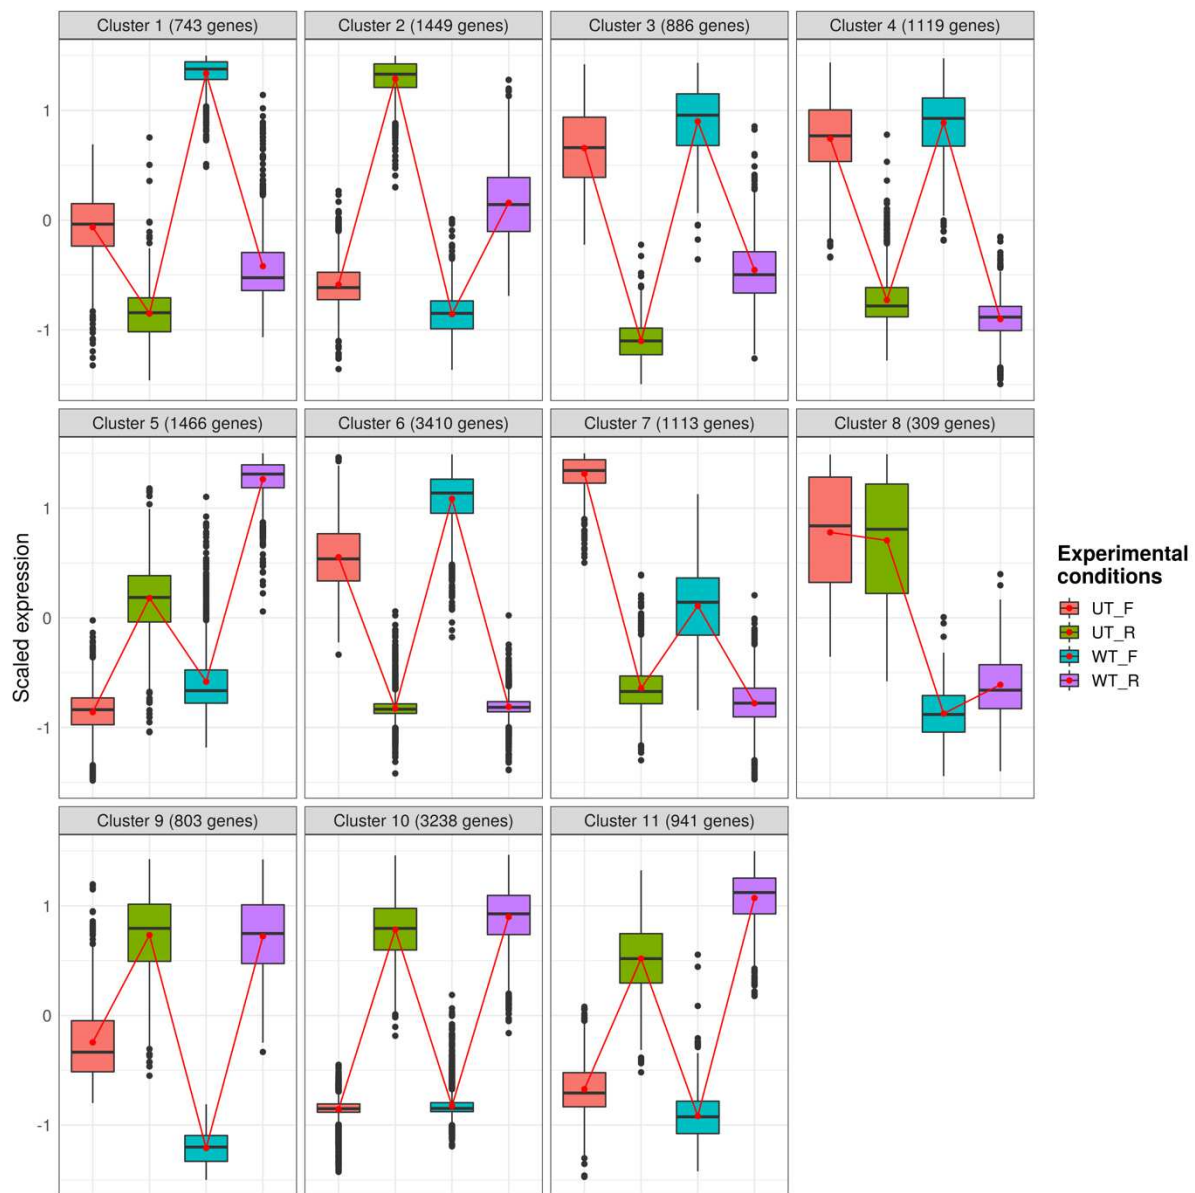 Cluster 1 (743 genes)
Cluster 2 (1449 genes)
Cluster 3 (886 genes)
Cluster 4 (1119 genes)
1
0
-1
Cluster 5 (1466 genes)
Cluster 6 (3410 genes)
Cluster 7 (1113 genes)
Cluster 8 (309 genes)
1
0
-1
Scaled expression
Cluster 9 (803 genes)
Cluster 10 (3238 genes)
Cluster 11 (941 genes)
1
0
-1
Experimental
conditions
UT_F
UT_R
WT_F
WT_R